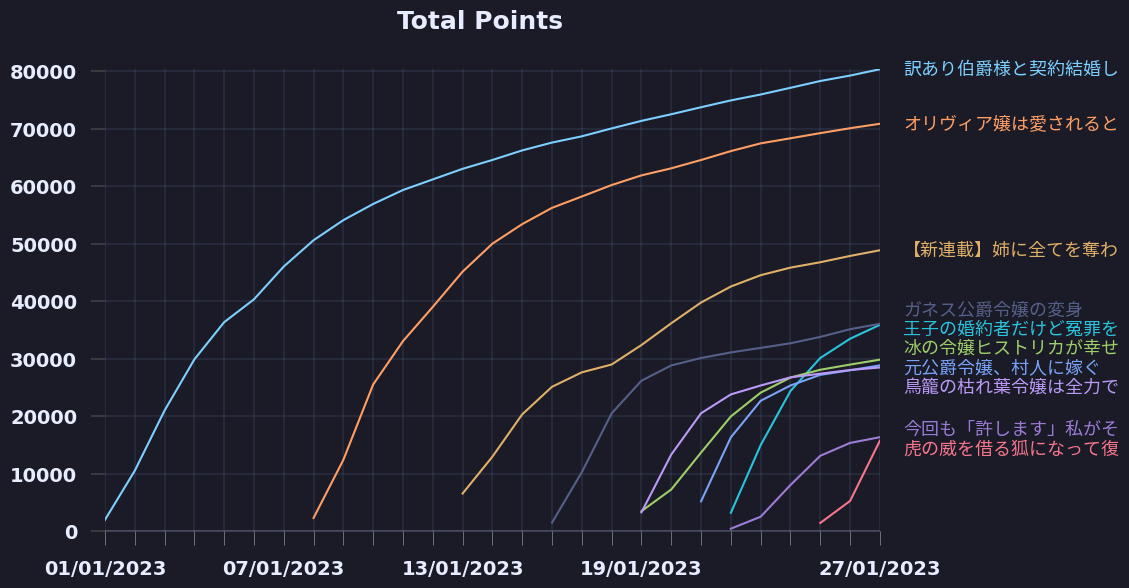 Total Points
80000
70000
60000
50000
40000
30000
20000
10000
0
01/01/2023
07/01/2023
13/01/2023
19/01/2023
27/01/2023
訳あり伯爵様と契約結婚し
オリヴィア嬢は愛されると
【新連載】姉に全てを奪わ
ガネス公爵令嬢の変身
王子の婚約者だけど冤罪を
氷の令嬢ヒストリカが幸せ
元公爵令嬢、村人に嫁ぐ
鳥籠の枯れ葉令嬢は全力で
今回も「許します」私がそ
虎の威を借る狐になって復